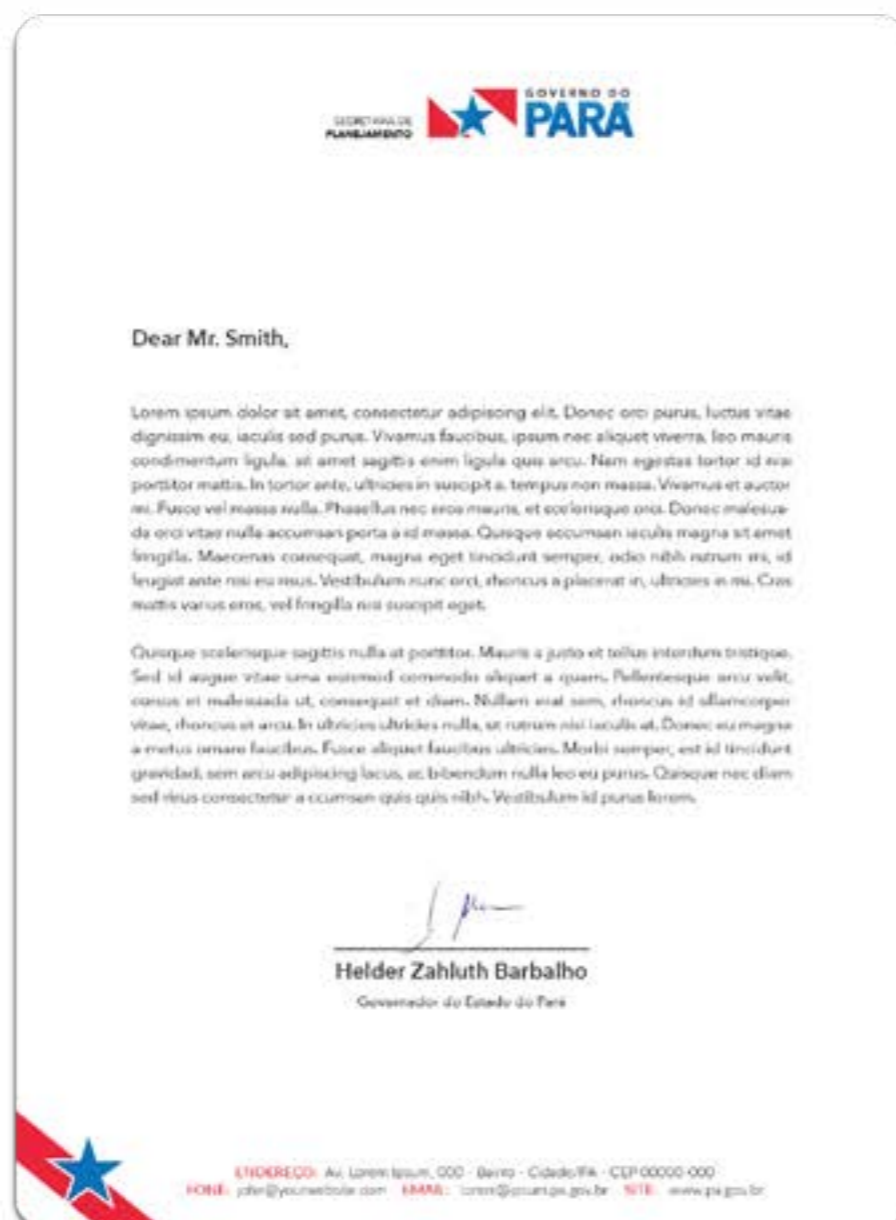 SECRETARIA DE
PLANEJAMENTO
GOVERNO DO
PARÁ
Dear Mr. Smith,
Lorem ipsum dolor sit amet, consectetur adipiscing elit. Donec orci purus, luctus vitae
dignissim eu, iaculis sed purus. Vivamus faucibus, ipsum nec aliquet viverra, leo mauris
condimentum ligula, sit amet sagittis enim ligula quis arcu. Nam egestas tortor id nisi
porttitor mattis. In tortor ante, ultricies in suscipit a, tempus non massa. Vivamus et auctor
mi. Fusce vel massa nulla. Phasellus nec eros mauris, et scelerisque orci. Donec malesua-
da orci vitae nulla accumsan porta a id massa. Quisque accumsan iaculis magna sit amet
fringilla. Maecenas consequat, magna eget tincidunt semper, odio nibh rutrum mi, id
feugiat ante nisi eu risus. Vestibulum nunc orci, rhoncus a placerat in, ultricies in mi. Cras
mattis varius eros, vel fringilla nisi suscipit eget.
Quisque scelerisque sagittis nulla at porttitor. Mauris a justo et tellus interdum tristique.
Sed id augue vitae urna euismod commodo aliquet a quam. Pellentesque arcu velit,
cursus et malesuada ut, consequat et diam. Nullam erat sem, rhoncus id ullamcorper
vitae, rhoncus et arcu. In ultricies ultricies nulla, ut rutrum nisi iaculis at. Donec eu magna
a metus ornare faucibus. Fusce aliquet faucibus ultricies. Morbi semper, est id tincidunt
gravidad, sem arcu adipiscing lacus, ac bibendum nulla leo eu purus. Quisque nec diam
sed risus consecteter a ccumsan quis quis nibh. Vestibulum id purus lorem.
Helder Zahluth Barbalho
Governador do Estado do Pará
ENDEREÇO: Av. Lorem Ipsum, 000 - Bairro - Cidade/PA - CEP 00000-000
FONE: @yourwebsite.com EMAIL: SITE: www.pa.gov.br